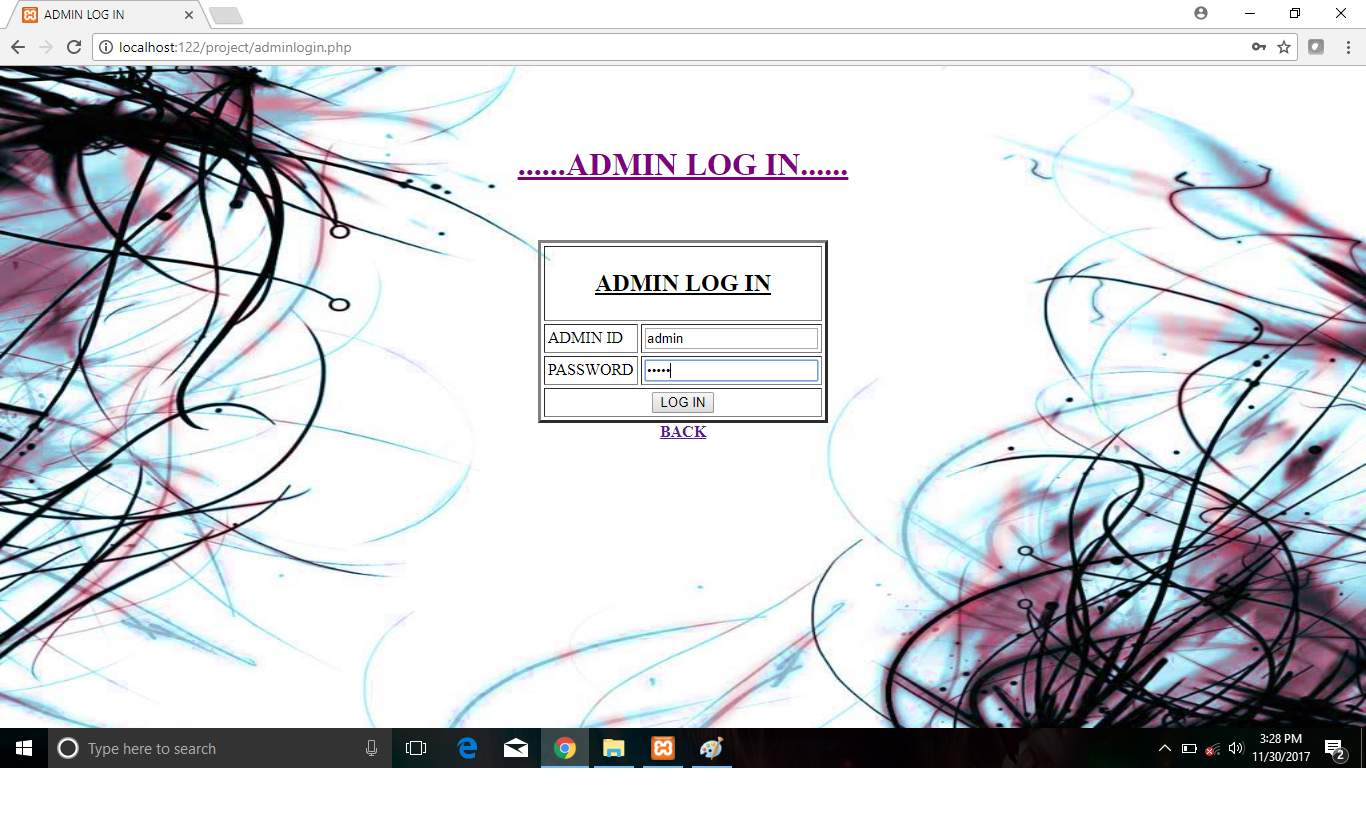 ADMIN LOG IN
localhost:122/project/adminlogin.php
......ADMIN LOG IN......
ADMIN LOG IN
ADMIN ID admin
PASSWORD •••••
LOG IN
BACK
Type here to search
3:28 PM
11/30/2017
2